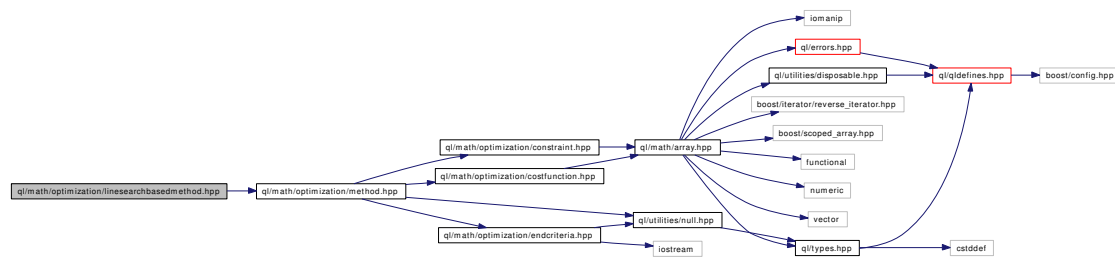 iomanip
ql/errors.hpp
ql/utilities/disposable.hpp
ql/qldefines.hpp
boost/config.hpp
boost/iterator/reverse_iterator.hpp
boost/scoped_array.hpp
ql/math/optimization/constraint.hpp
ql/math/array.hpp
functional
ql/math/optimization/costfunction.hpp
ql/math/optimization/linesearchbasedmethod.hpp
ql/math/optimization/method.hpp
numeric
ql/utilities/null.hpp
vector
ql/math/optimization/endcriteria.hpp
iostream
ql/types.hpp
cstddef